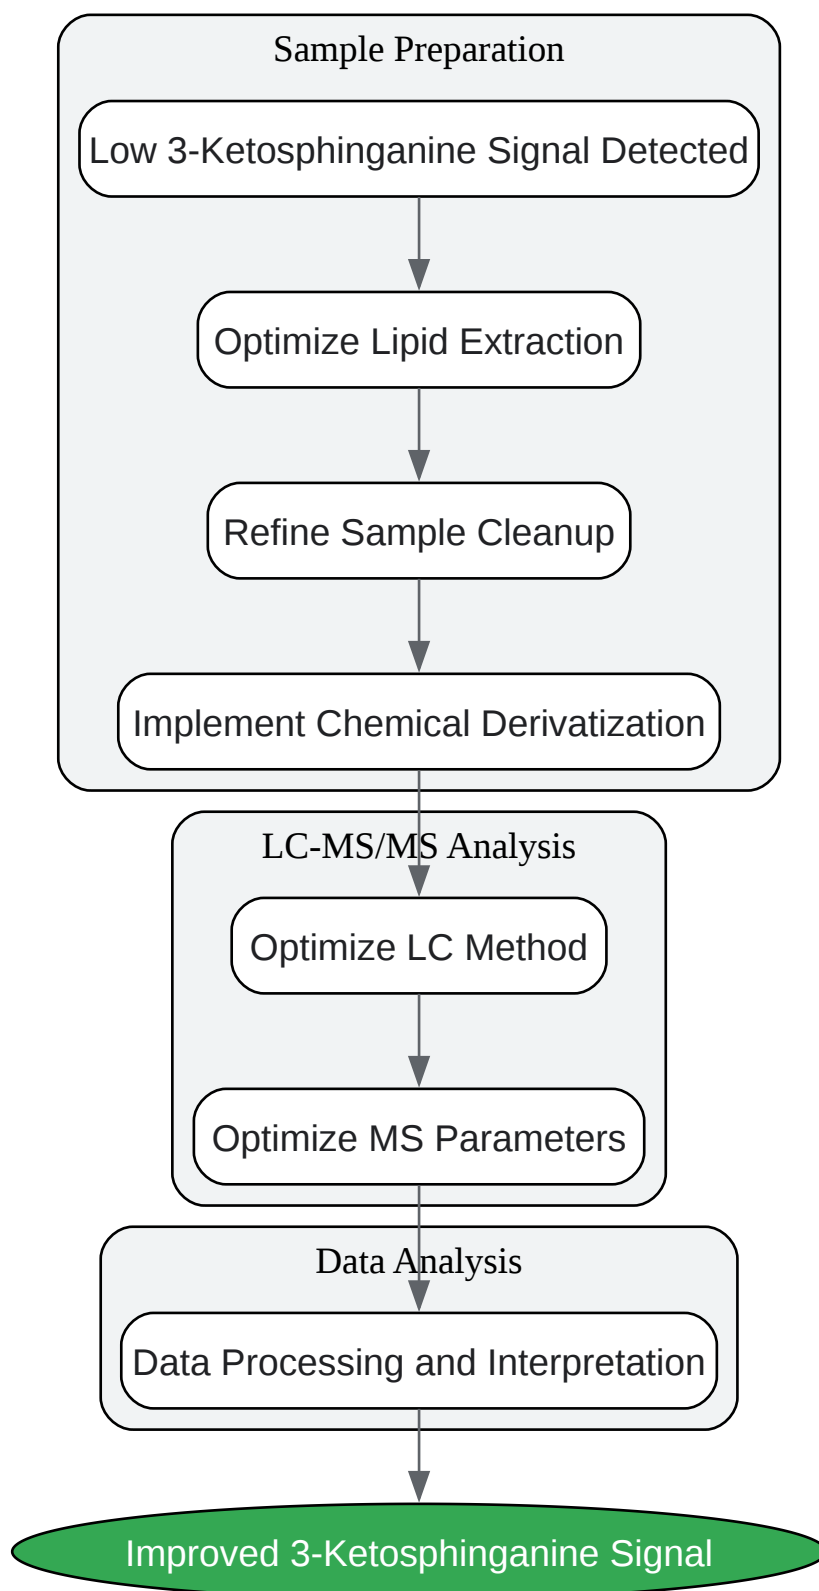 Sample Preparation
Low 3-Ketosphinganine Signal Detected
Optimize Lipid Extraction
Refine Sample Cleanup
Implement Chemical Derivatization
LC-MS/MS Analysis
Optimize LC Method
Optimize MS Parameters
Data Analysis
Data Processing and Interpretation
Improved 3-Ketosphinganine Signal